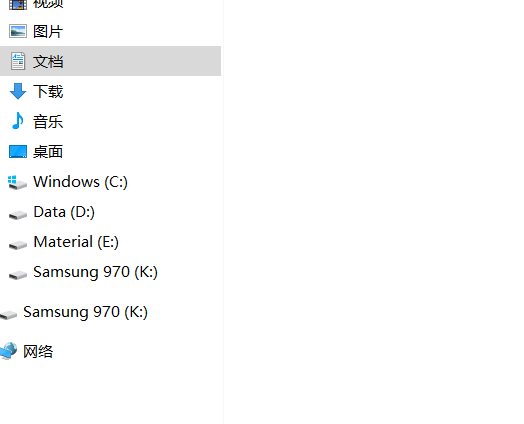 视频
图片
文档
下载
音乐
桌面
Windows (C:)
Data (D:)
Material (E:)
Samsung 970 (K:)
Samsung 970 (K:)
网络